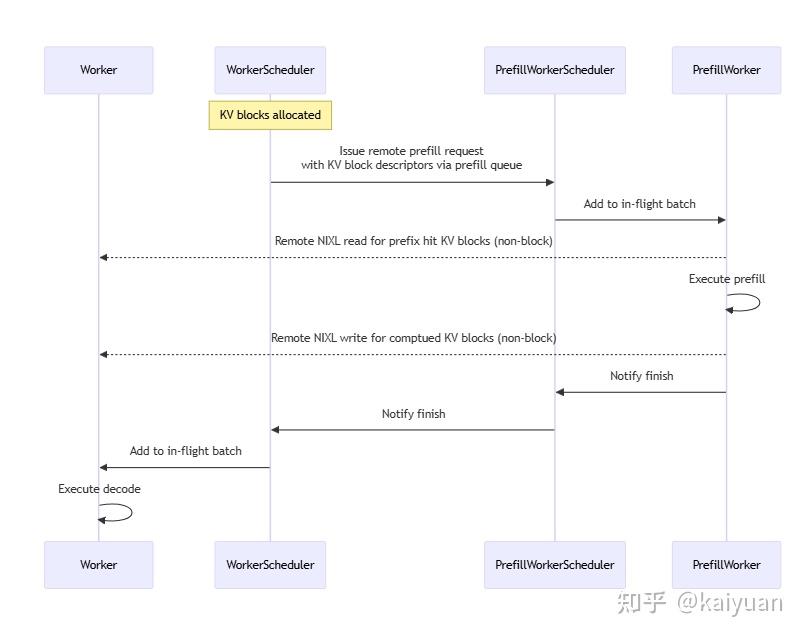 Worker
WorkerScheduler
PrefillWorkerScheduler
PrefillWorker
KV blocks allocated
Issue remote prefill request
with KV block descriptors via prefill queue
Add to in-flight batch
Remote NIXL read for prefix hit KV blocks (non-block)
Execute prefill
Remote NIXL write for comptued KV blocks (non-block)
Notify finish
Notify finish
Add to in-flight batch
Execute decode
Worker
WorkerScheduler
PrefillWorkerScheduler
PrefillWorker
知乎 @kaiyuan